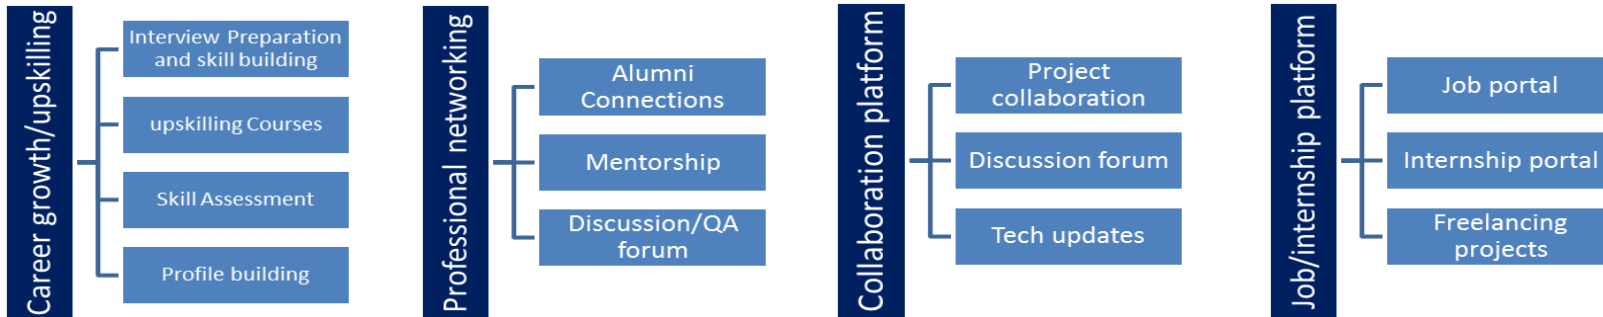 Career growth/upskilling
Interview Preparation
and skill building
upskilling Courses
Skill Assessment
Profile building
Professional networking
Alumni
Connections
Mentorship
Discussion/QA
forum
Collaboration platform
Project
collaboration
Discussion forum
Tech updates
Job/internship platform
Job portal
Internship portal
Freelancing
projects